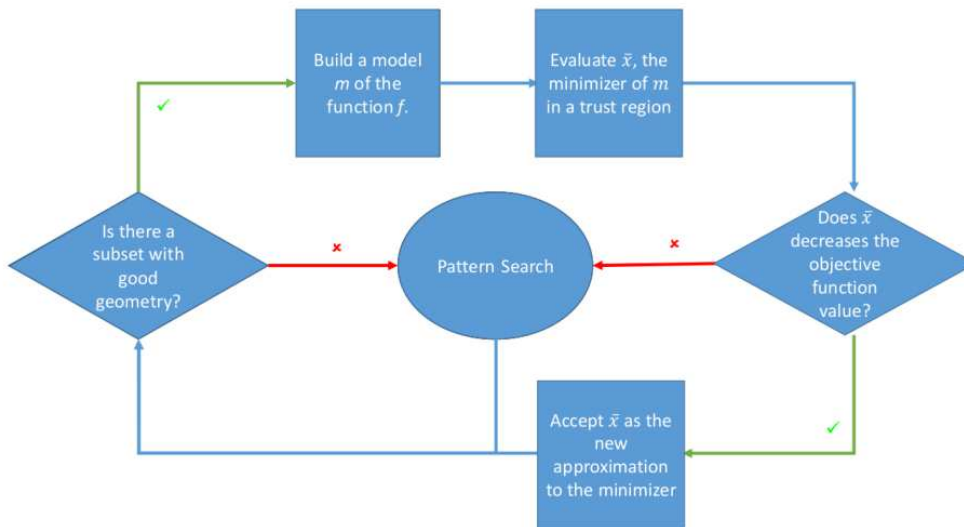 Build a model
m of the
function f.
Evaluate x̄, the
minimizer of m
in a trust region
✓
Is there a
subset with
good
geometry?
✘
Pattern Search
✘
Does x̄
decreases the
objective
function
value?
Accept x̄ as the
new
approximation
to the minimizer
✓